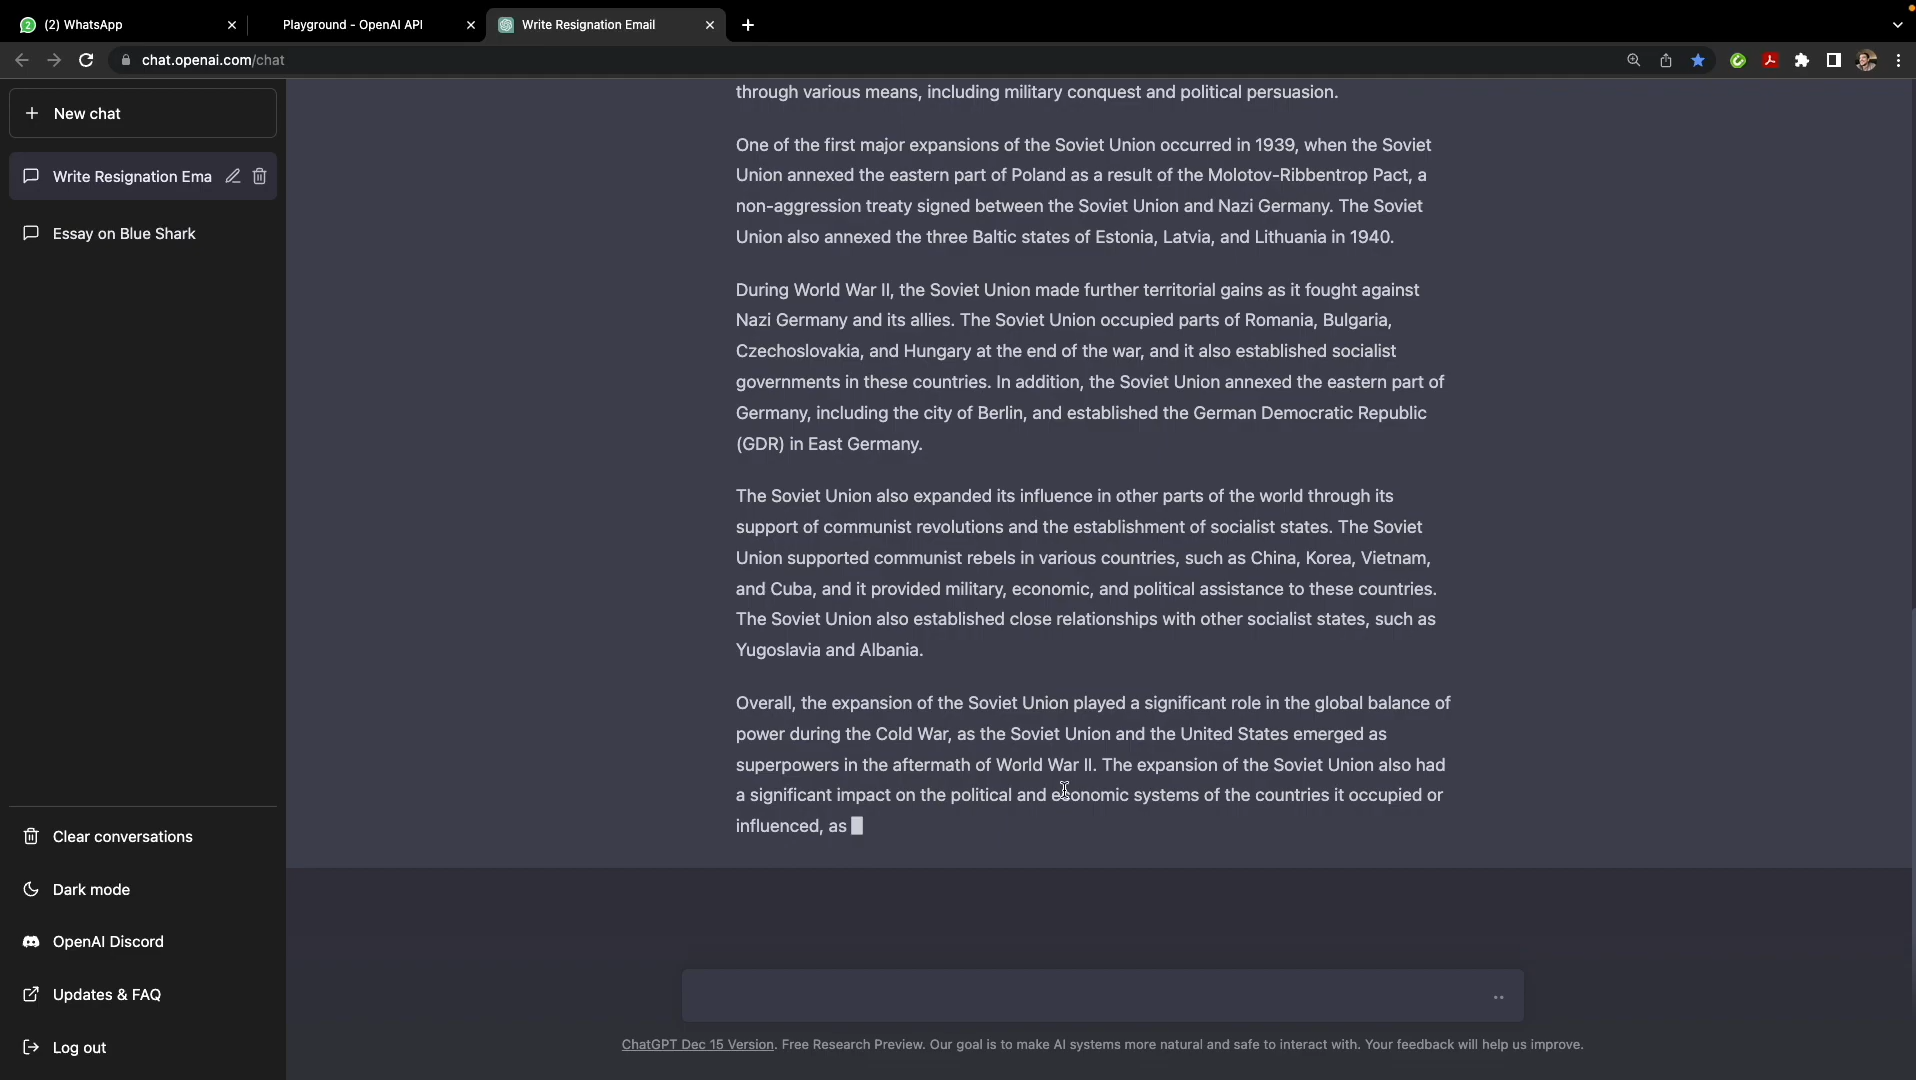 (2) WhatsApp
Playground - OpenAI API
Write Resignation Email
chat.openai.com/chat
New chat
Write Resignation Ema
Essay on Blue Shark
Clear conversations
Dark mode
OpenAI Discord
Updates & FAQ
Log out
through various means, including military conquest and political persuasion.
One of the first major expansions of the Soviet Union occurred in 1939, when the Soviet
Union annexed the eastern part of Poland as a result of the Molotov-Ribbentrop Pact, a
non-aggression treaty signed between the Soviet Union and Nazi Germany. The Soviet
Union also annexed the three Baltic states of Estonia, Latvia, and Lithuania in 1940.
During World War II, the Soviet Union made further territorial gains as it fought against
Nazi Germany and its allies. The Soviet Union occupied parts of Romania, Bulgaria,
Czechoslovakia, and Hungary at the end of the war, and it also established socialist
governments in these countries. In addition, the Soviet Union annexed the eastern part of
Germany, including the city of Berlin, and established the German Democratic Republic
(GDR) in East Germany.
The Soviet Union also expanded its influence in other parts of the world through its
support of communist revolutions and the establishment of socialist states. The Soviet
Union supported communist rebels in various countries, such as China, Korea, Vietnam,
and Cuba, and it provided military, economic, and political assistance to these countries.
The Soviet Union also established close relationships with other socialist states, such as
Yugoslavia and Albania.
Overall, the expansion of the Soviet Union played a significant role in the global balance of
power during the Cold War, as the Soviet Union and the United States emerged as
superpowers in the aftermath of World War II. The expansion of the Soviet Union also had
a significant impact on the political and economic systems of the countries it occupied or
influenced, as
ChatGPT Dec 15 Version. Free Research Preview. Our goal is to make AI systems more natural and safe to interact with. Your feedback will help us improve.